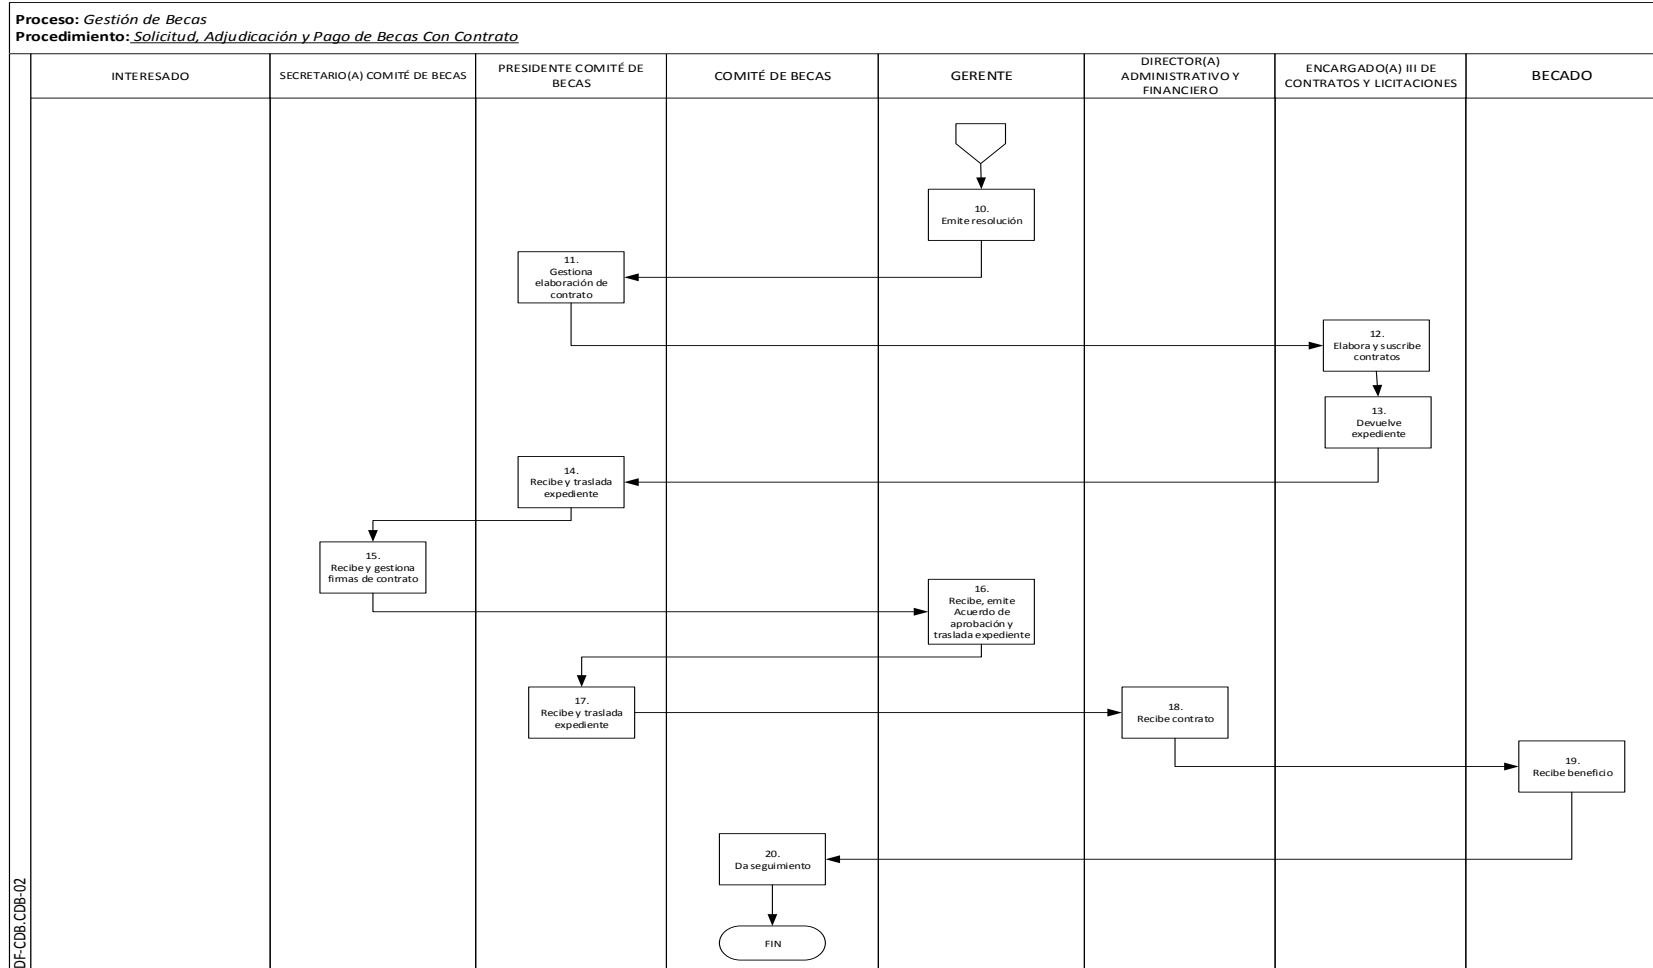 Proceso: Gestión de Becas
Procedimiento: Solicitud, Adjudicación y Pago de Becas Con Contrato
INTERESADO
SECRETARIO(A) COMITÉ DE BECAS
PRESIDENTE COMITÉ DE
BECAS
COMITÉ DE BECAS
GERENTE
DIRECTOR(A)
ADMINISTRATIVO Y
FINANCIERO
ENCARGADO(A) III DE
CONTRATOS Y LICITACIONES
BECADO
10.
Emite resolución
11.
Gestiona
elaboración de
contrato
12.
Elabora y suscribe
contratos
13.
Devuelve
expediente
14.
Recibe y traslada
expediente
15.
Recibe y gestiona
firmas de contrato
16.
Recibe, emite
Acuerdo de
aprobación y
traslada expediente
17.
Recibe y traslada
expediente
18.
Recibe contrato
19.
Recibe beneficio
20.
Da seguimiento
FIN
DF-CDB.CDB-02